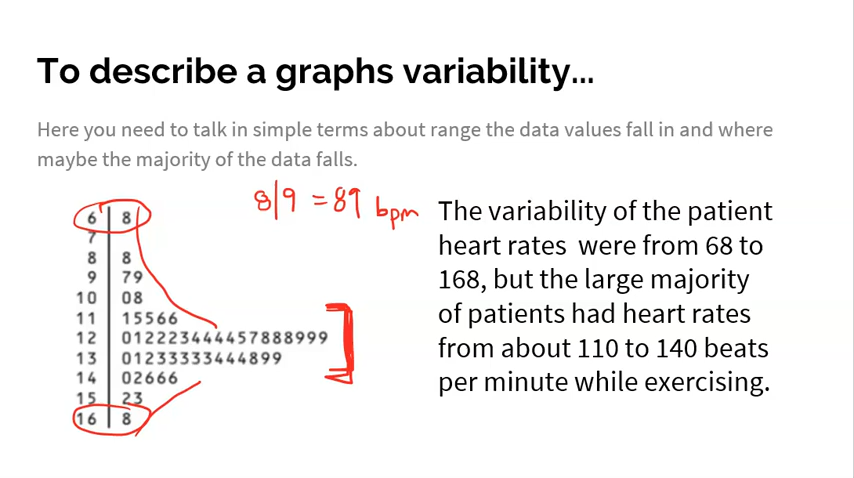 To describe a graphs variability...
Here you need to talk in simple terms about range the data values fall in and where
maybe the majority of the data falls.
8|9 = 89 bpm
6 | 8
7 |
8 | 8
9 | 79
10 | 08
11 | 15566
12 | 0122234444457888999
13 | 012333333444899
14 | 02666
15 | 23
16 | 8
The variability of the patient
heart rates were from 68 to
168, but the large majority
of patients had heart rates
from about 110 to 140 beats
per minute while exercising.